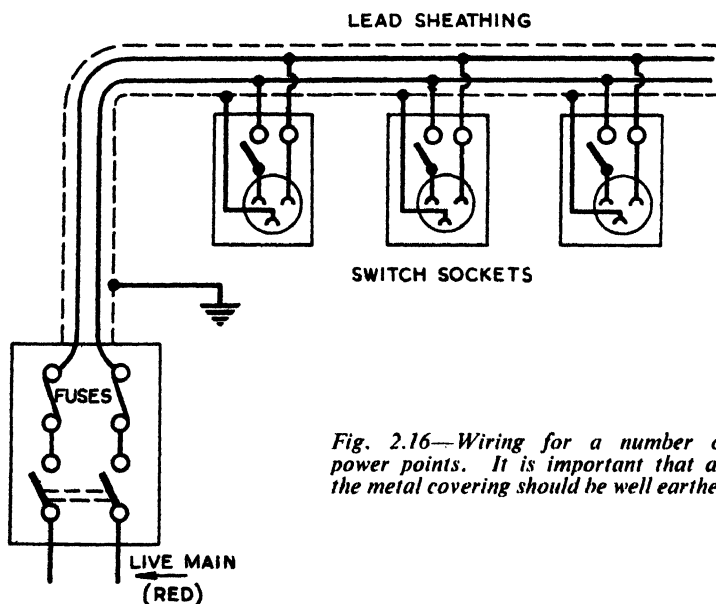 LEAD SHEATHING
SWITCH SOCKETS
FUSES
Fig. 2.16—Wiring for a number
power points. It is important that
the metal covering should be well
LIVE MAIN
(RED)